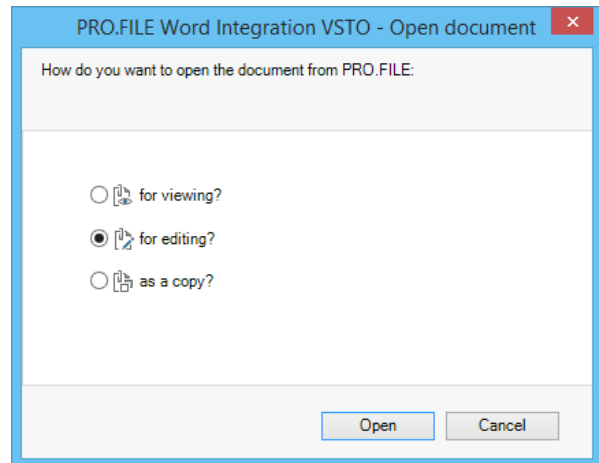 PRO.FILE Word Integration VSTO - Open document
How do you want to open the document from PRO.FILE:
for viewing?
for editing?
as a copy?
Open
Cancel